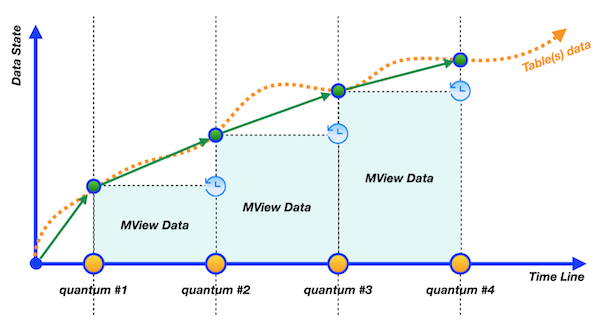 Data State
Table(s) data
MView Data
MView Data
MView Data
Time Line
quantum #1
quantum #2
quantum #3
quantum #4